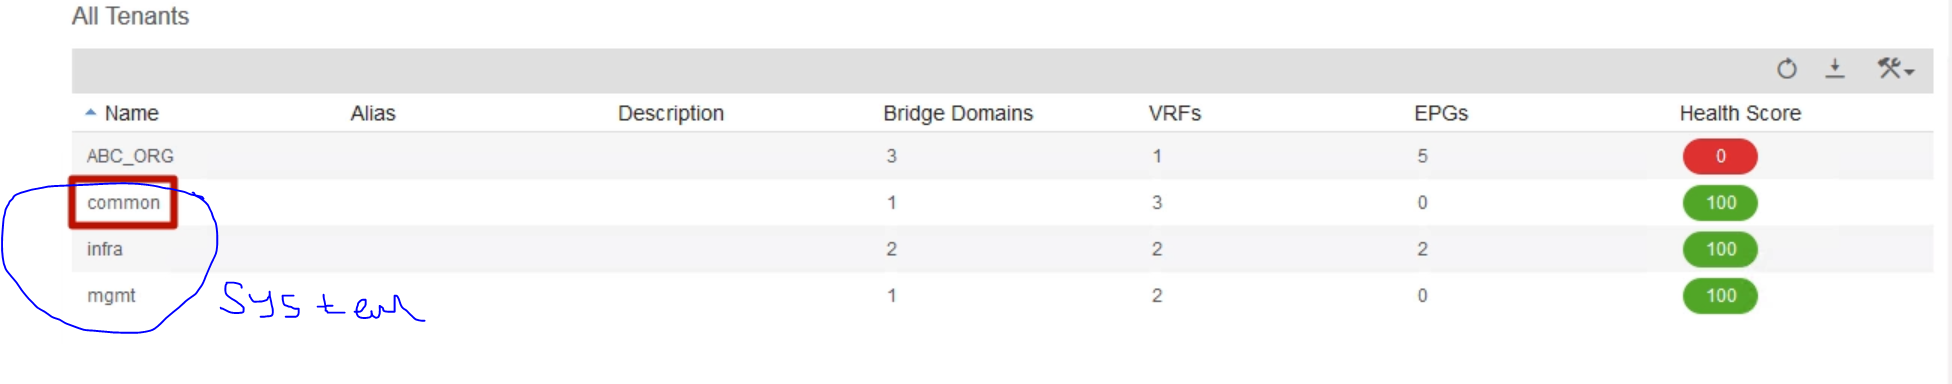 All Tenants
Name Alias Description Bridge Domains VRFs EPGs Health Score
ABC_ORG 3 1 5 0
common 1 3 0 100
infra 2 2 2 100
mgmt 1 2 0 100
System